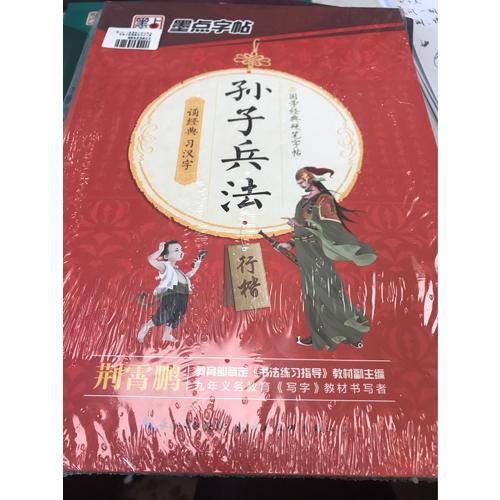 墨点字帖
国学经典硬笔字帖
孙子兵法
诵经典 习汉字
行楷
荆霄鹏
教育部审定《书法练习指导》教材副主编
九年义务教育《写字》教材书写者